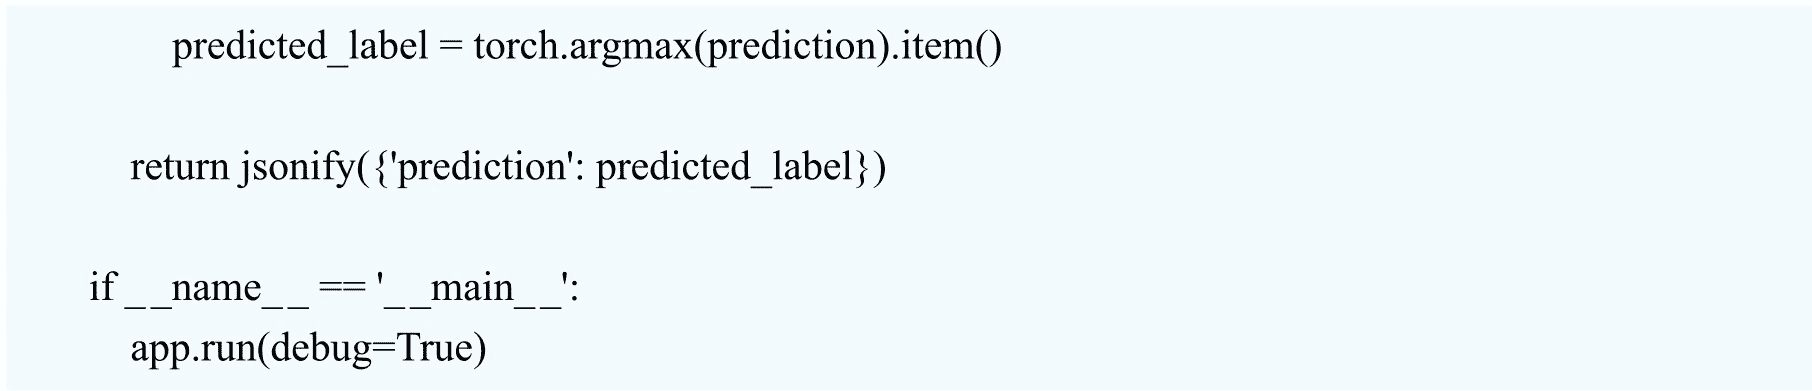 predicted_label = torch.argmax(prediction).item()
return jsonify({'prediction': predicted_label})
if __name__ == '__main__':
app.run(debug=True)